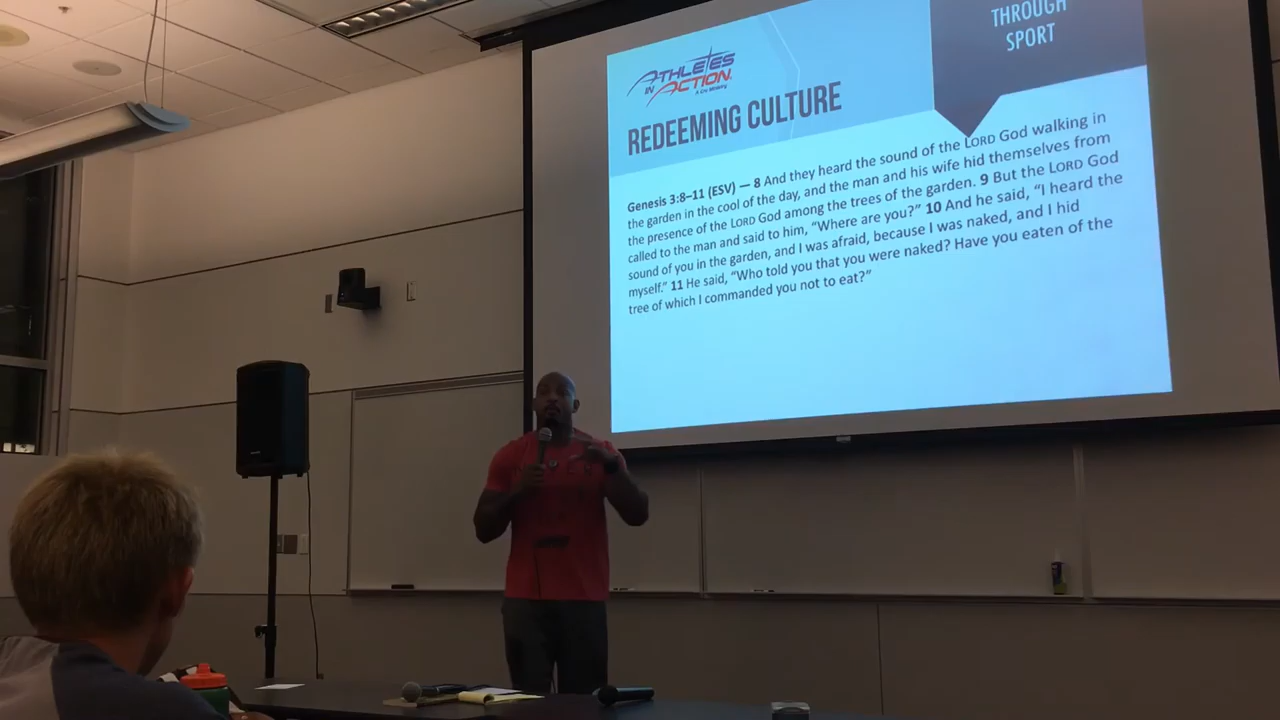 THROUGH
SPORT
ATHLETES
IN ACTION
A Cru Ministry
REDEEMING CULTURE
Genesis 3:8–11 (ESV) — 8 And they heard the sound of the LORD God walking in
the garden in the cool of the day, and the man and his wife hid themselves from
the presence of the LORD God among the trees of the garden. 9 But the LORD God
called to the man and said to him, “Where are you?” 10 And he said, “I heard the
sound of you in the garden, and I was afraid, because I was naked, and I hid
myself.” 11 He said, “Who told you that you were naked? Have you eaten of the
tree of which I commanded you not to eat?”